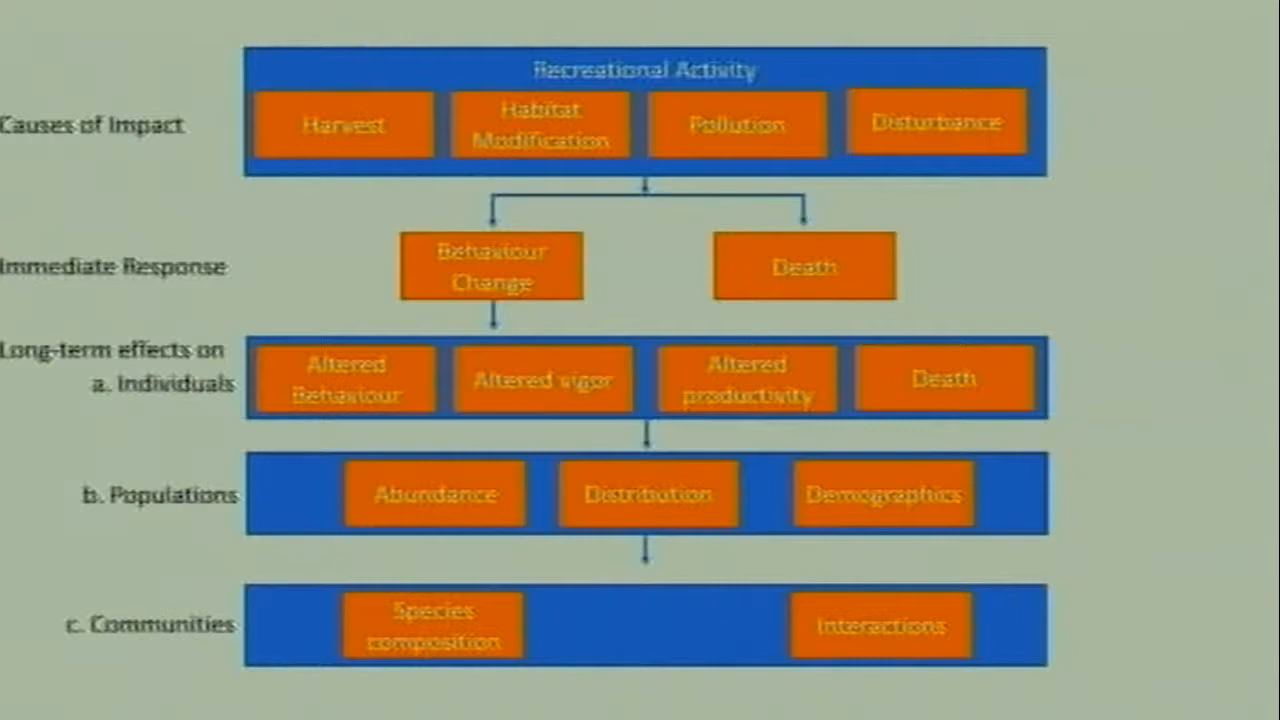 Recreational Activity
Causes of Impact
Harvest
Habitat
Modification
Pollution
Disturbance
Immediate Response
Behaviour
Change
Death
Long-term effects on
a. Individuals
Altered
Behaviour
Altered vigor
Altered
productivity
Death
b. Populations
Abundance
Distribution
Demographics
c. Communities
Species
composition
Interactions